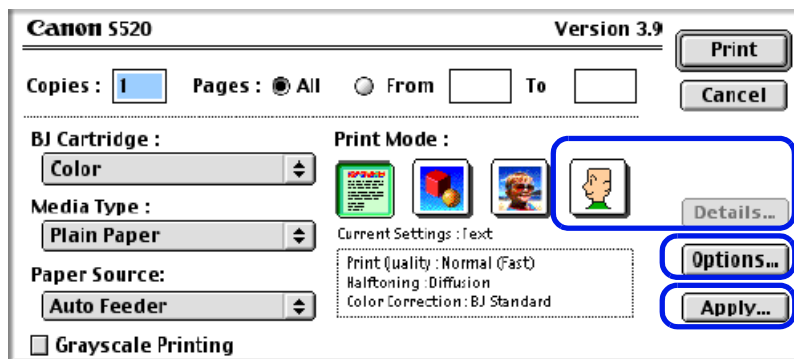 Canon S520
Version 3.9
Print
Copies : 1
Pages : All
From
To
Cancel
BJ Cartridge :
Color
Print Mode :
Media Type :
Plain Paper
Details...
Current Settings : Text
Print Quality : Normal (Fast)
Halftoning : Diffusion
Color Correction : BJ Standard
Options...
Paper Source:
Auto Feeder
Apply...
Grayscale Printing